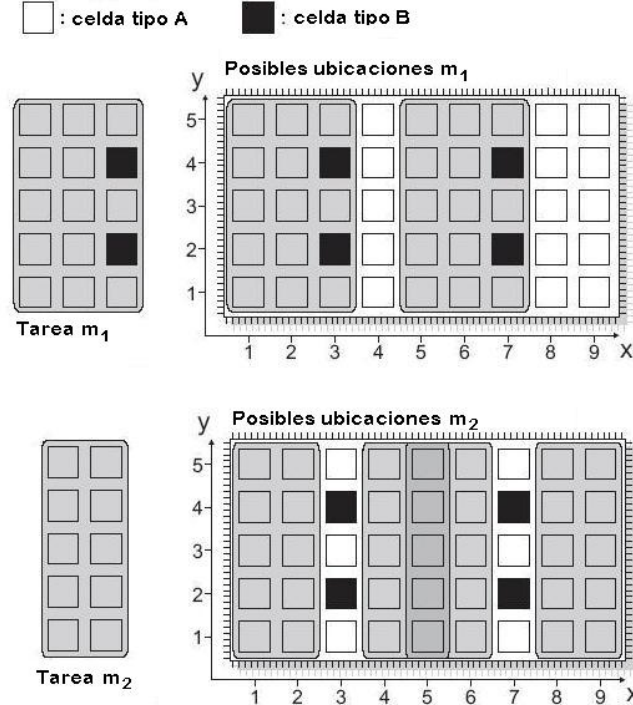 : celda tipo A : celda tipo B
Posibles ubicaciones m1
y
5
4
3
2
1
1 2 3 4 5 6 7 8 9 x
Tarea m1
Posibles ubicaciones m2
y
5
4
3
2
1
1 2 3 4 5 6 7 8 9 x
Tarea m2